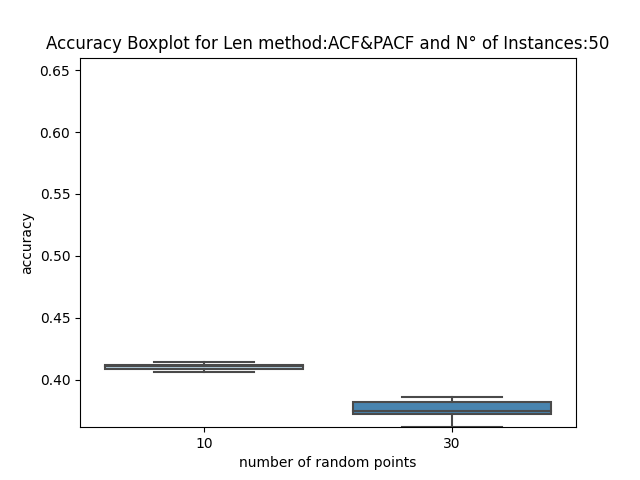 Accuracy Boxplot for Len method:ACF&PACF and N° of Instances:50
0.65
0.60
0.55
0.50
0.45
0.40
accuracy
10
30
number of random points